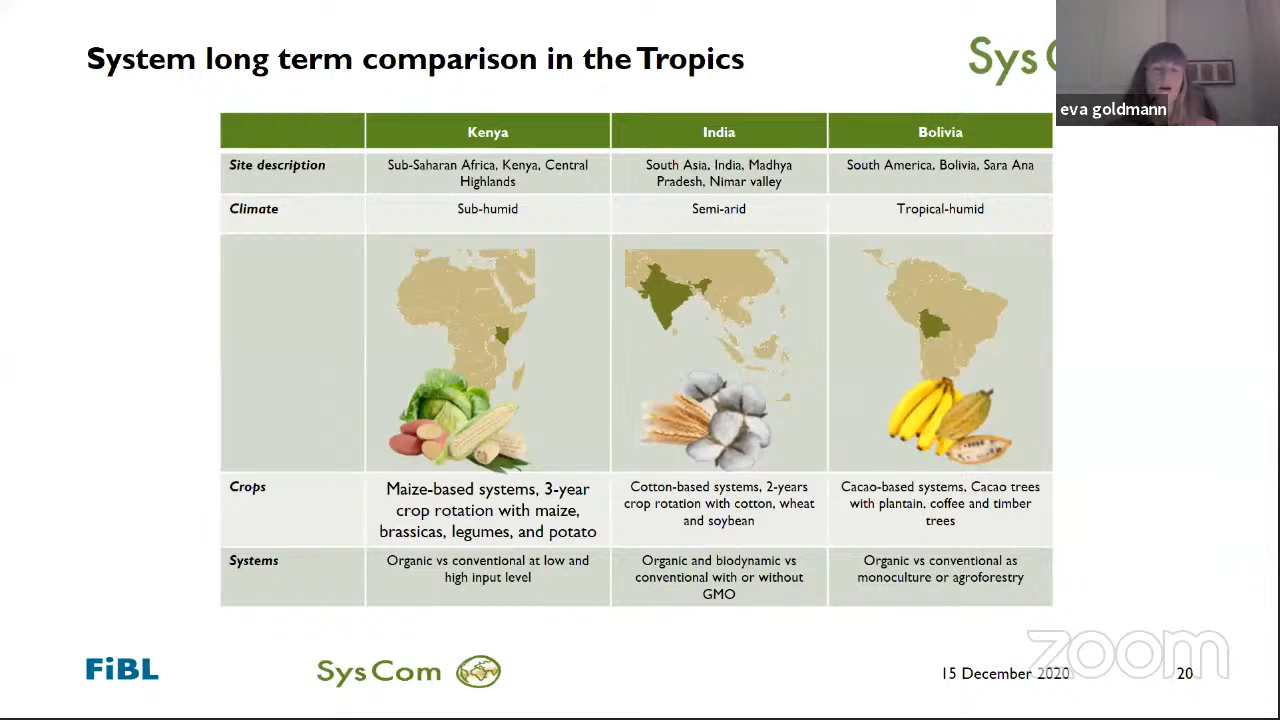 System long term comparison in the Tropics
Sys
eva goldmann
Kenya
India
Bolivia
Site description
Sub-Saharan Africa, Kenya, Central
Highlands
South Asia, India, Madhya
Pradesh, Nimar valley
South America, Bolivia, Sara Ana
Climate
Sub-humid
Semi-arid
Tropical-humid
Crops
Maize-based systems, 3-year
crop rotation with maize,
brassicas, legumes, and potato
Cotton-based systems, 2-years
crop rotation with cotton, wheat
and soybean
Cacao-based systems, Cacao trees
with plantain, coffee and timber
trees
Systems
Organic vs conventional at low and
high input level
Organic and biodynamic vs
conventional with or without
GMO
Organic vs conventional as
monoculture or agroforestry
FiBL
Sys Com
15 December 2020
20
zoom